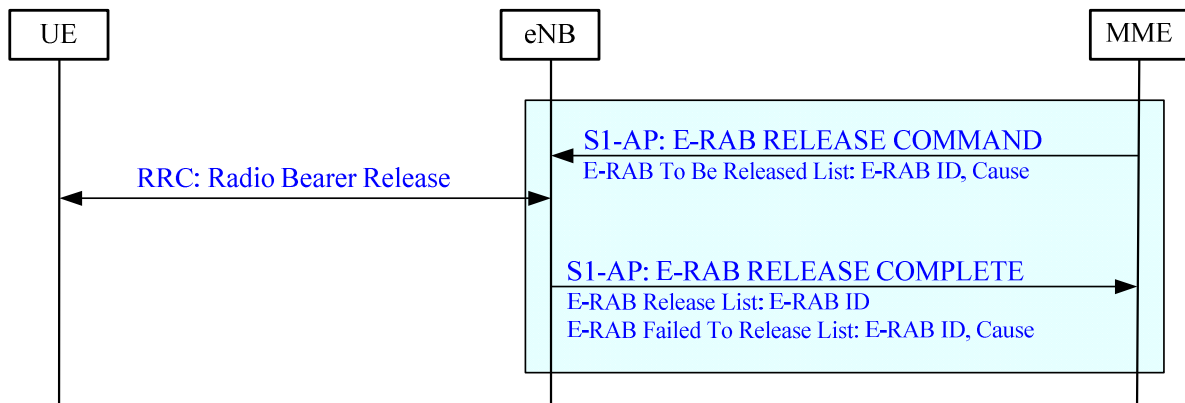 UE
eNB
MME
S1-AP: E-RAB RELEASE COMMAND
E-RAB To Be Released List: E-RAB ID, Cause
RRC: Radio Bearer Release
S1-AP: E-RAB RELEASE COMPLETE
E-RAB Release List: E-RAB ID
E-RAB Failed To Release List: E-RAB ID, Cause